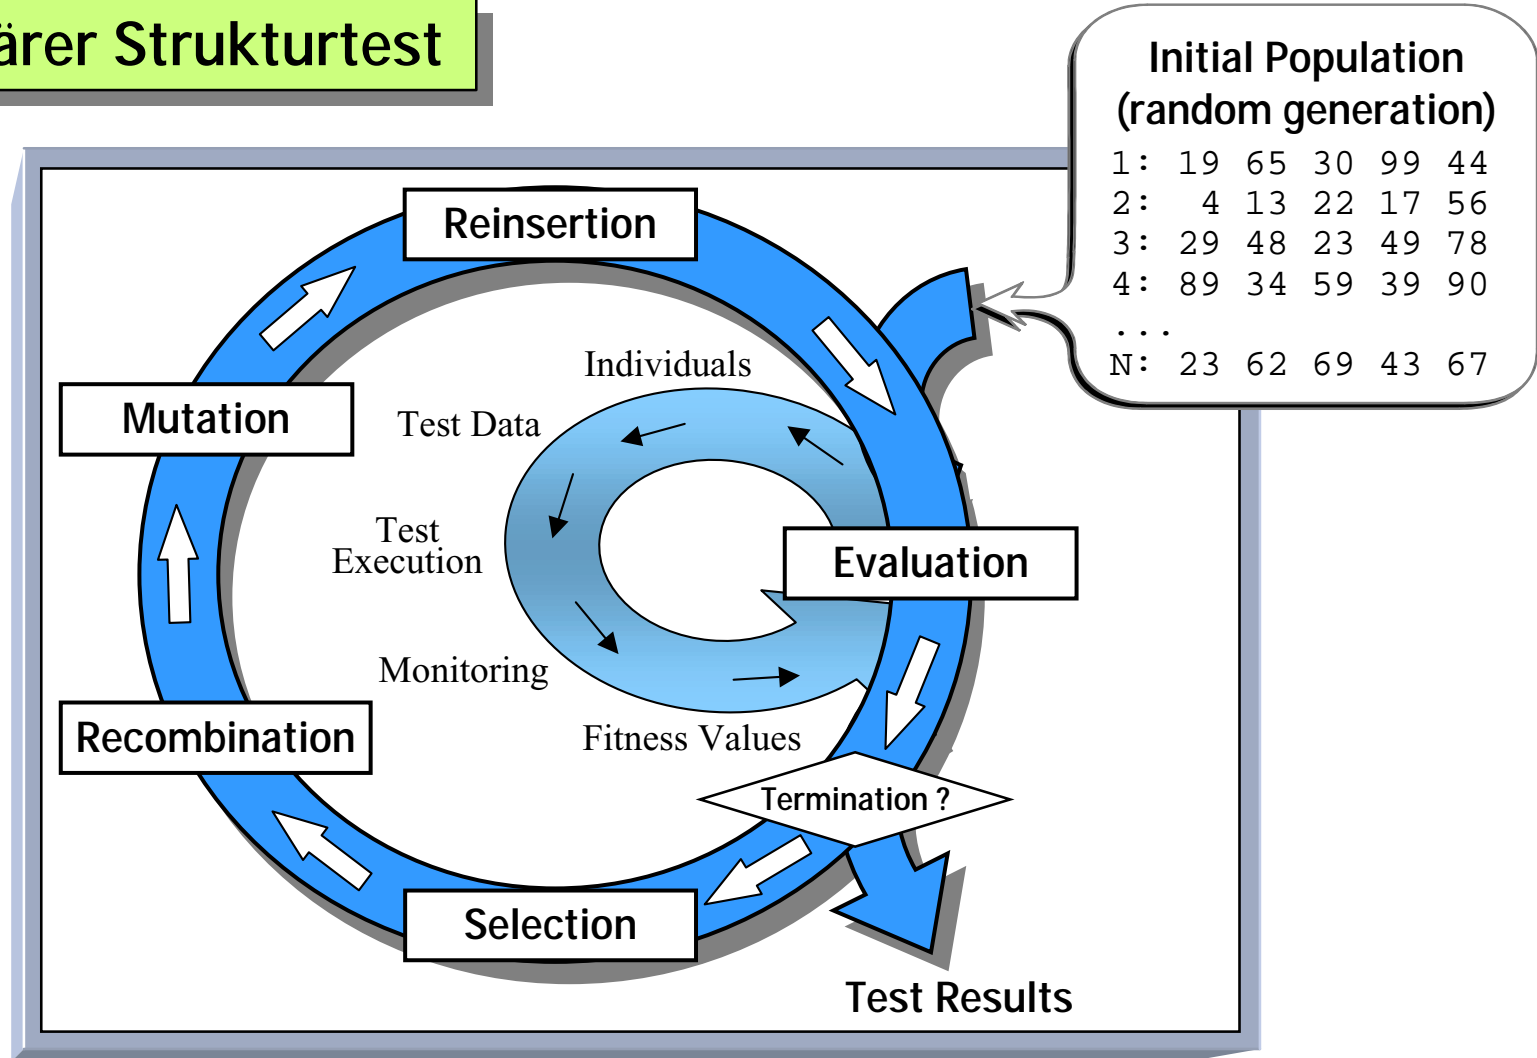 ärer Strukturtest
Initial Population
(random generation)
1: 19 65 30 99 44
2: 4 13 22 17 56
3: 29 48 23 49 78
4: 89 34 59 39 90
...
N: 23 62 69 43 67
Reinsertion
Individuals
Mutation
Test Data
Test
Execution
Evaluation
Monitoring
Recombination
Fitness Values
Termination ?
Selection
Test Results